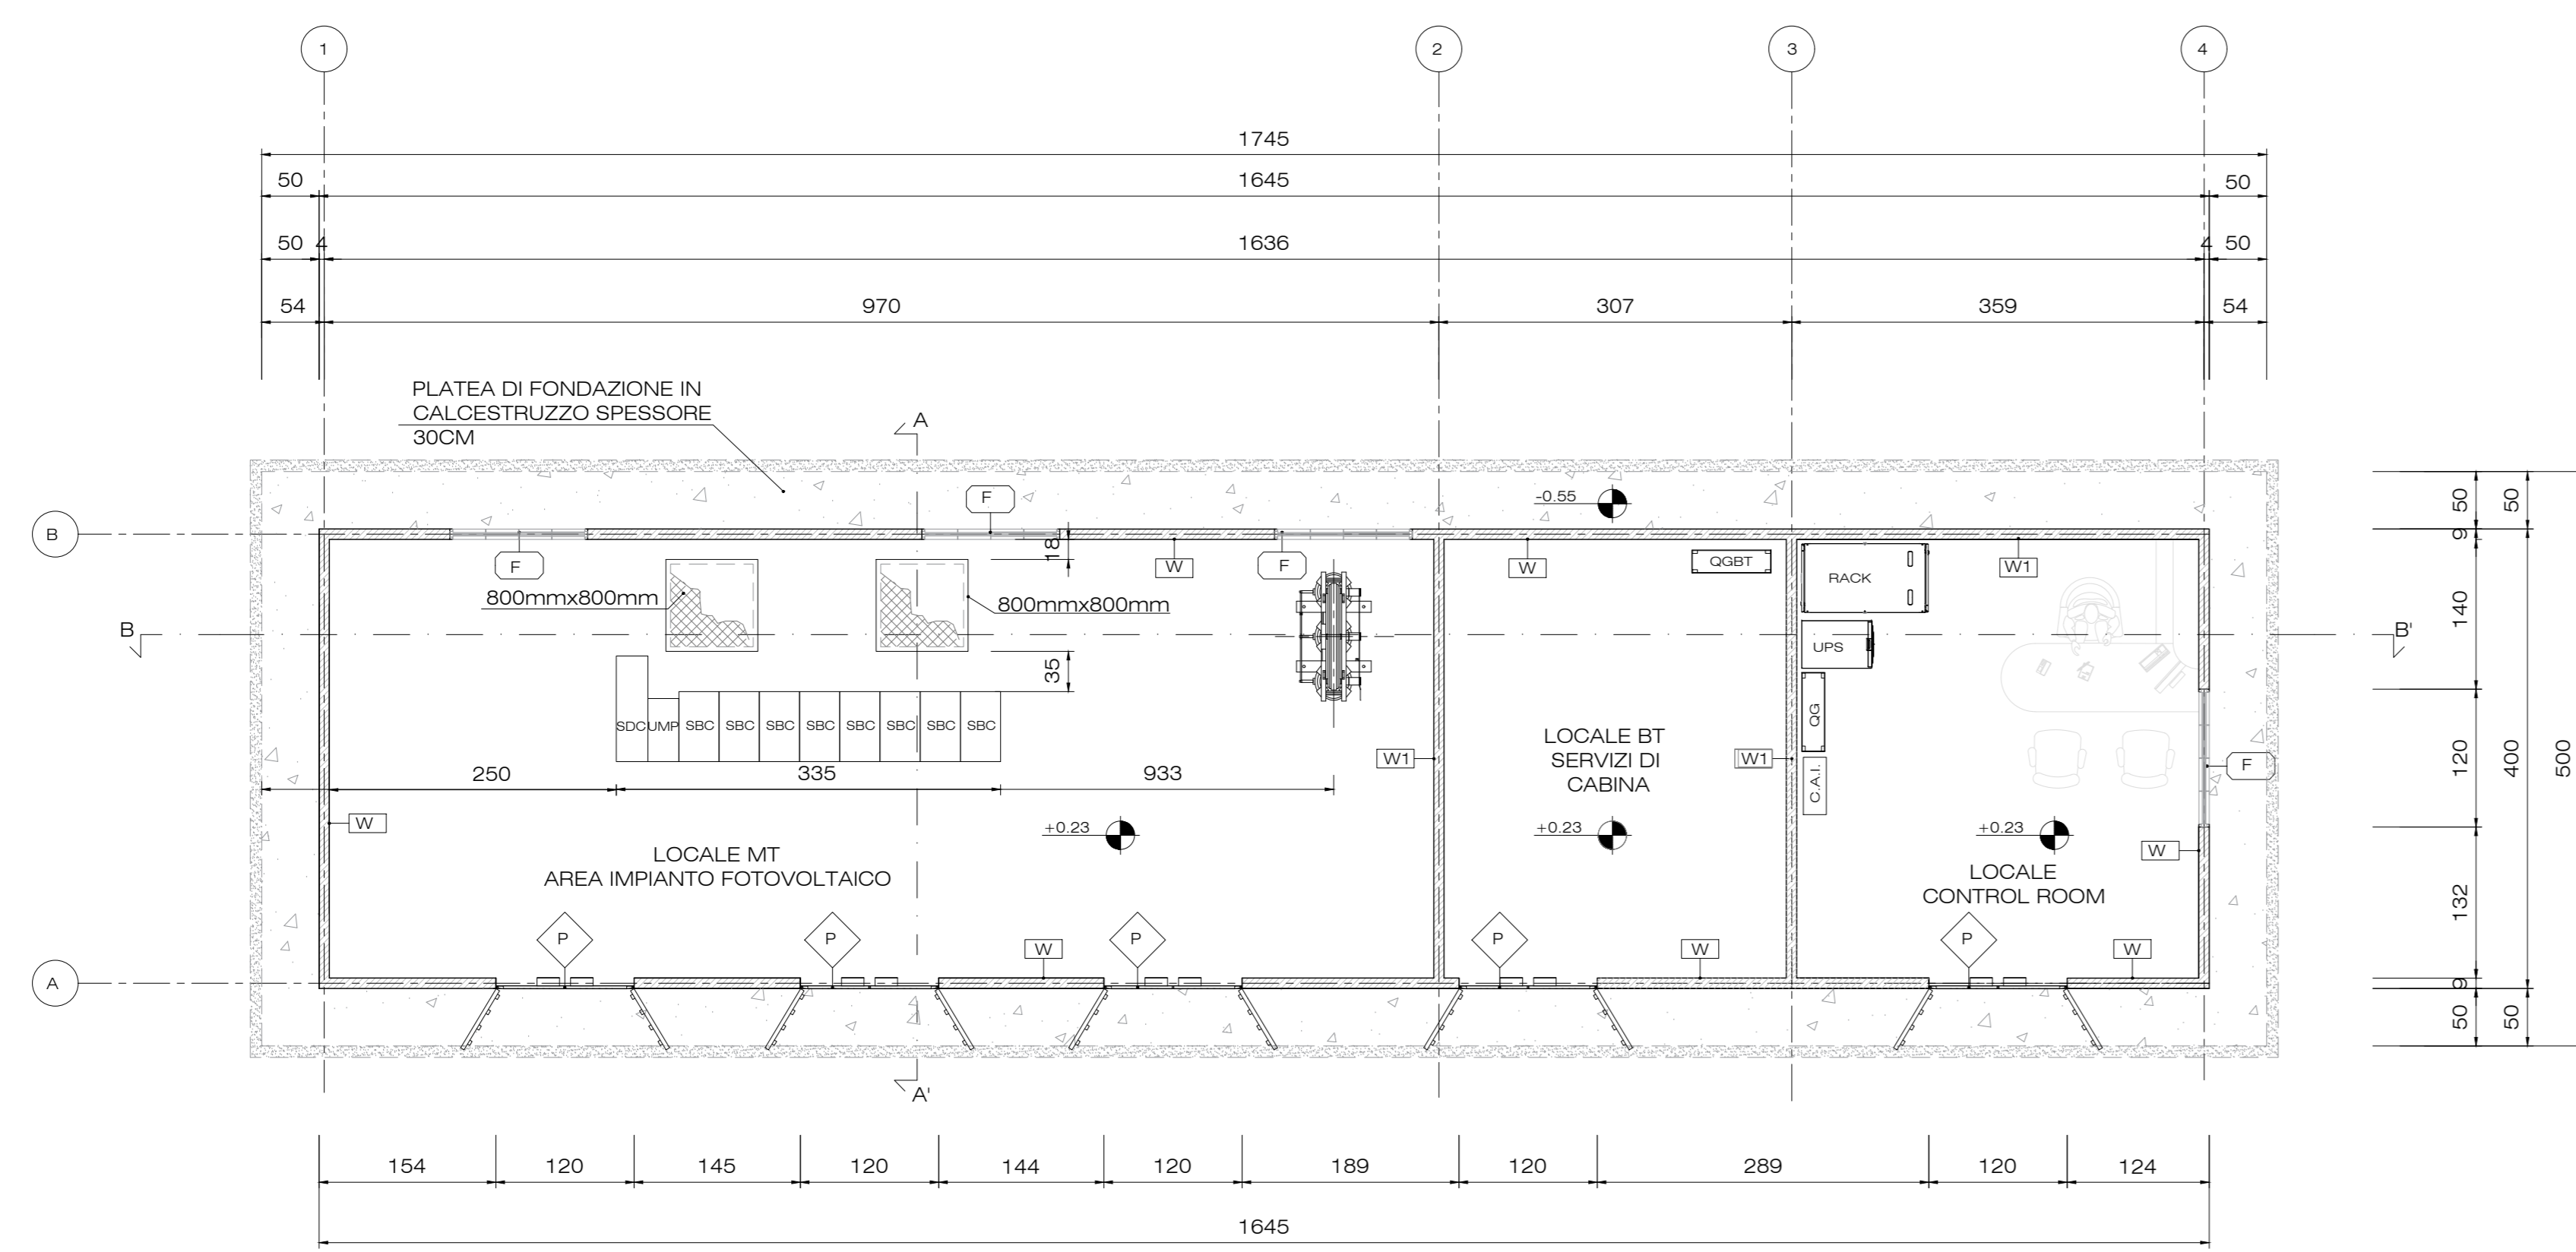 1 2 3 4
1745
50 1645 50
50 4 1636 4 50
54 970 307 359 54
PLATEA DI FONDAZIONE IN
CALCESTRUZZO SPESSORE
30CM
A
F
-0.55
50 50
B
18
9
F W F W QGBT RACK W1
800mmx800mm 800mmx800mm
140
B B'
35
UPS
SDC UMP SBC SBC SBC SBC SBC SBC SBC SBC
QG
LOCALE BT
SERVIZI DI
CABINA
W1 W1
F
120 400 500
250 335 933
C.A.I.
W
+0.23 +0.23 +0.23
W
LOCALE MT
AREA IMPIANTO FOTOVOLTAICO
LOCALE
CONTROL ROOM
132
P P P P P
W W W
A
9
50 50
A'
154 120 145 120 144 120 189 120 289 120 124
1645